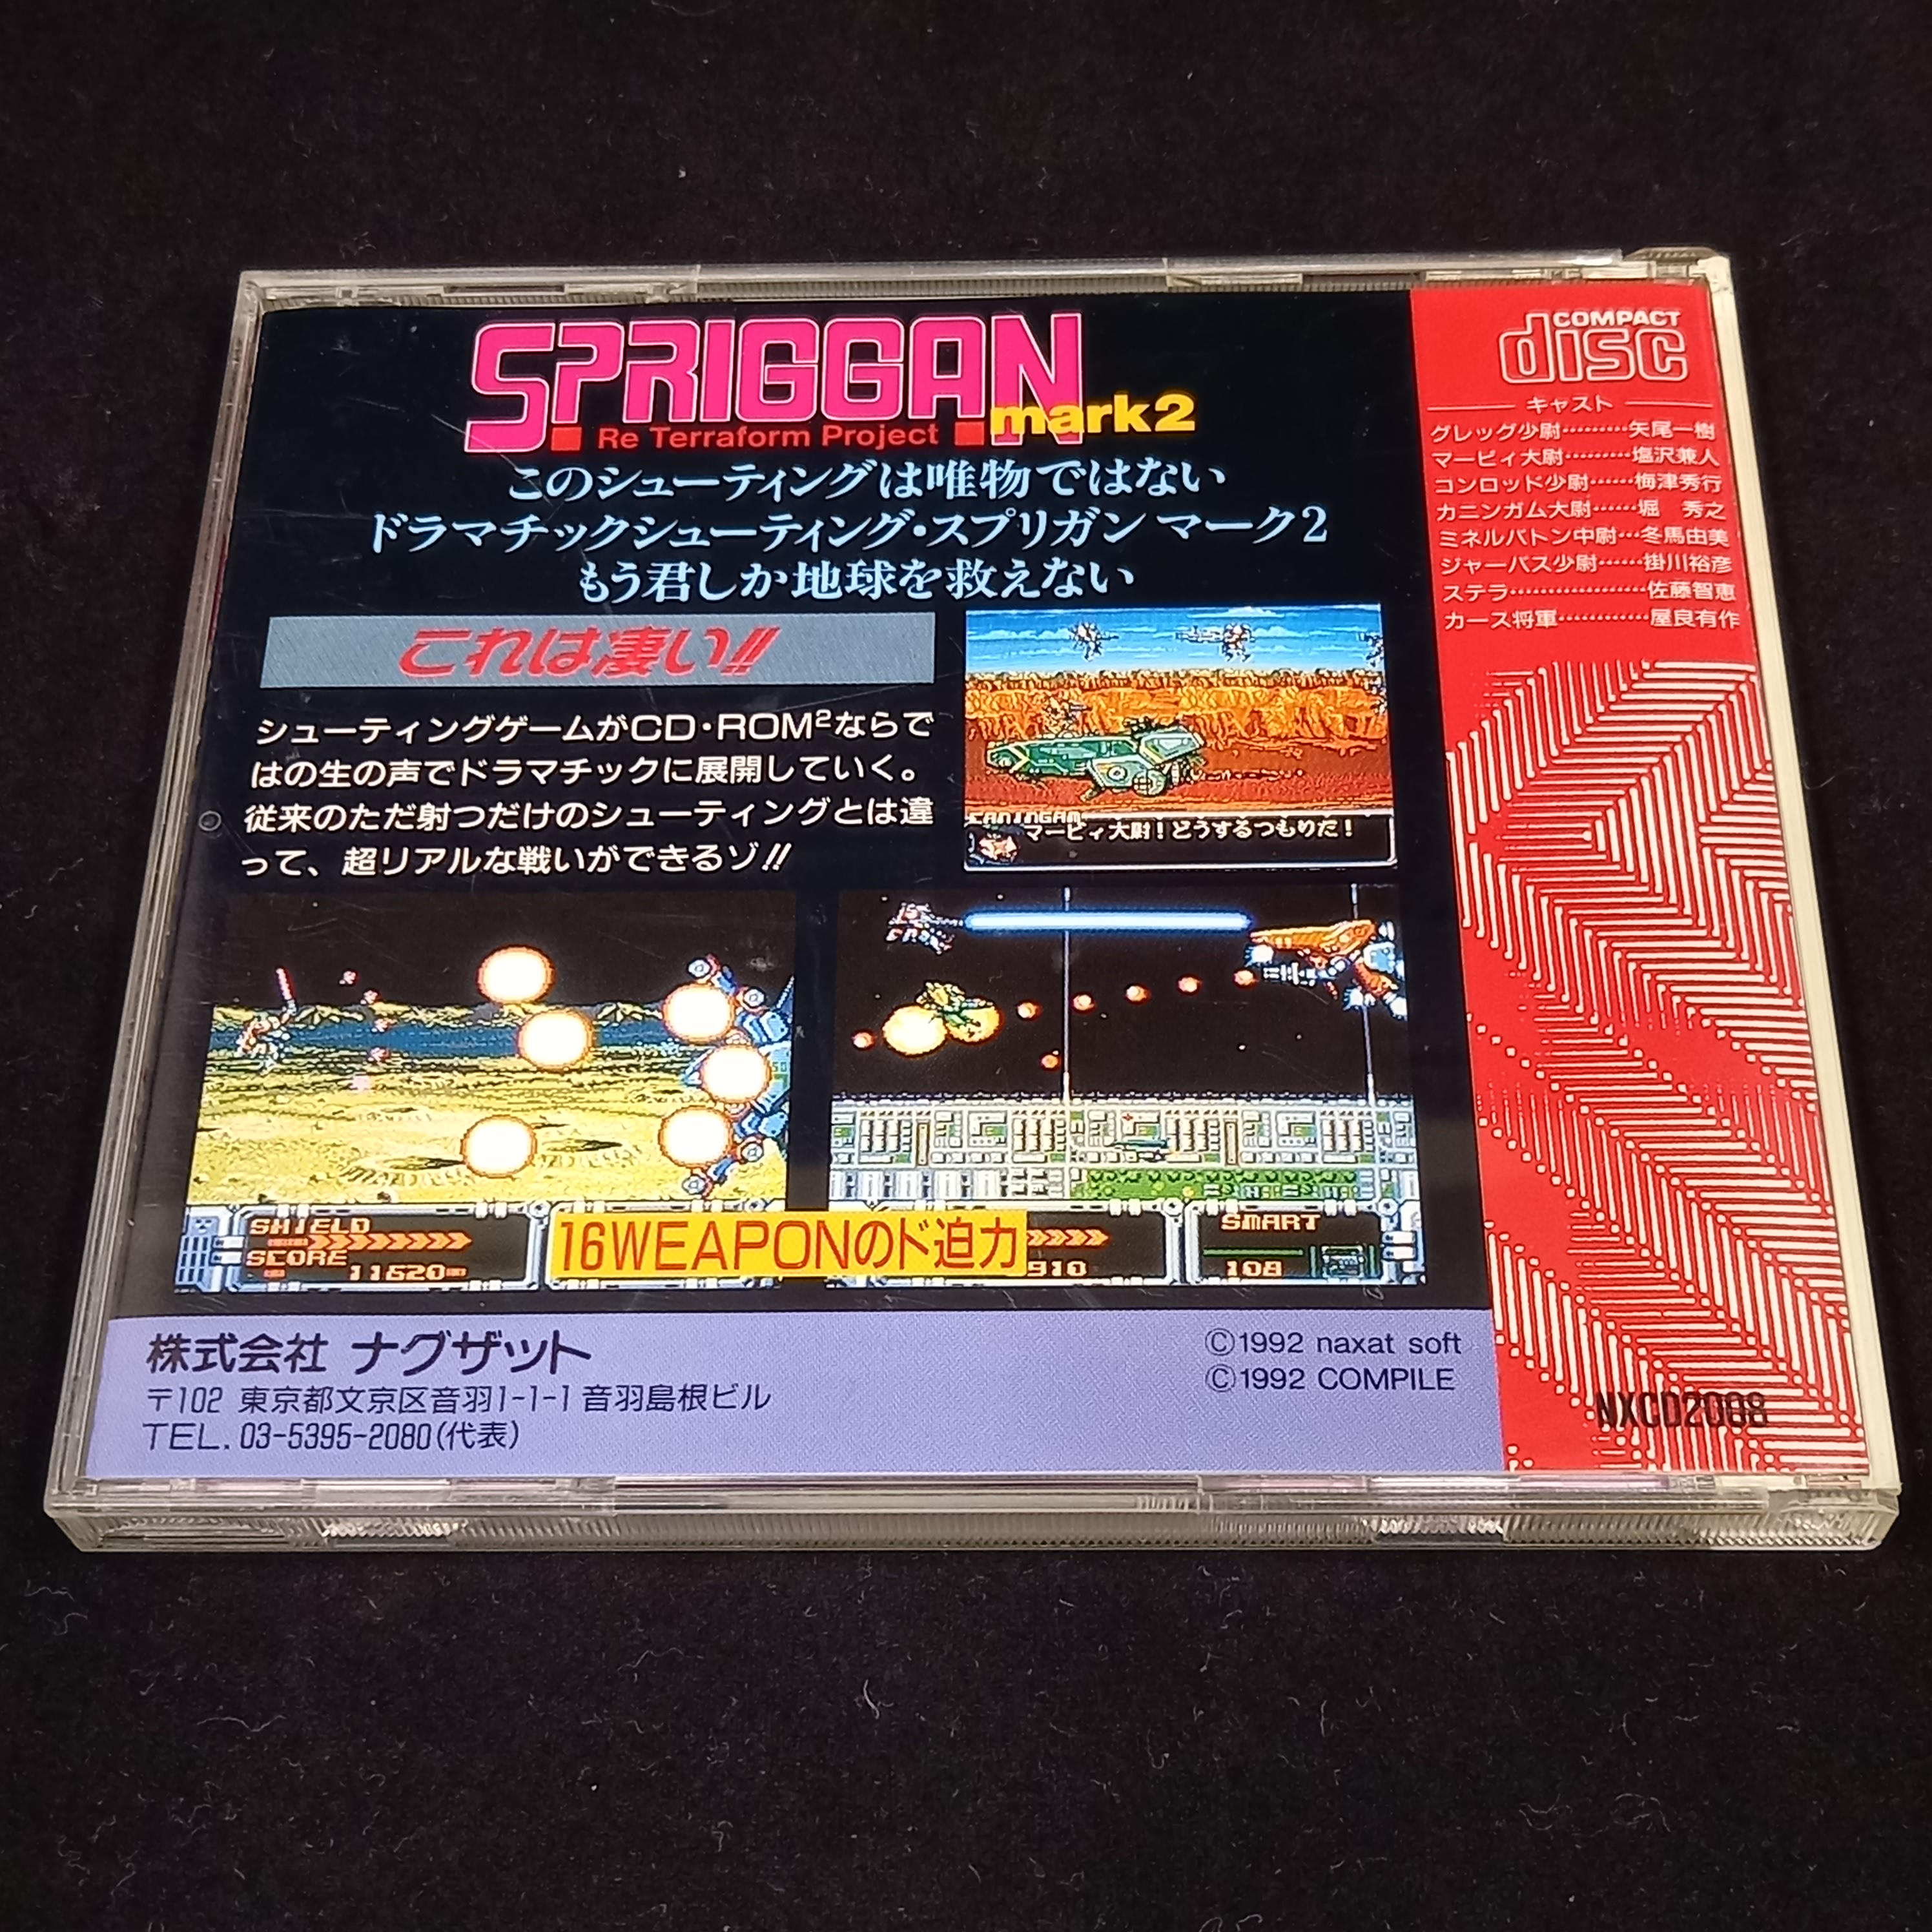 SPRIGGAN
mark2
Re Terraform Project
このシューティングは唯物ではない
ドラマチックシューティング・スプリガン マーク2
もう君しか地球を救えない
これは凄い!!
シューティングゲームがCD・ROM²ならで
はの生の声でドラマチックに展開していく。
従来のただ射つだけのシューティングとは違
って、超リアルな戦いができるゾ!!
CANINGAM
マーピィ大尉！どうするつもりだ！
SHIELD
SCORE
11620
16WEAPONのド迫力
910
SMART
108
株式会社 ナグザット
〒102 東京都文京区音羽1-1-1 音羽島根ビル
TEL. 03-5395-2080(代表)
©1992 naxat soft
©1992 COMPILE
COMPACT
disc
キャスト
グレッグ少尉………矢尾一樹
マーピィ大尉………塩沢兼人
コンロッド少尉……梅津秀行
カニンガム大尉……堀　秀之
ミネルバトン中尉…冬馬由美
ジャーバス少尉……掛川裕彦
ステラ………………佐藤智恵
カース将軍…………屋良有作
NXCD2008